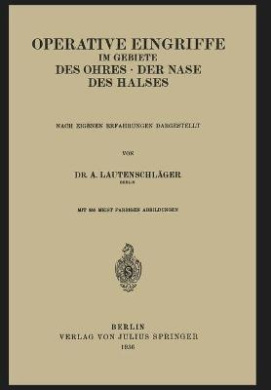 OPERATIVE EINGRIFFE
IM GEBIETE
DES OHRES · DER NASE
DES HALSES
NACH EIGENEN ERFAHRUNGEN DARGESTELLT
VON
DR. A. LAUTENSCHLÄGER
BERLIN
MIT MEIST FARBIGEN ABBILDUNGEN
BERLIN
VERLAG VON JULIUS SPRINGER
1936